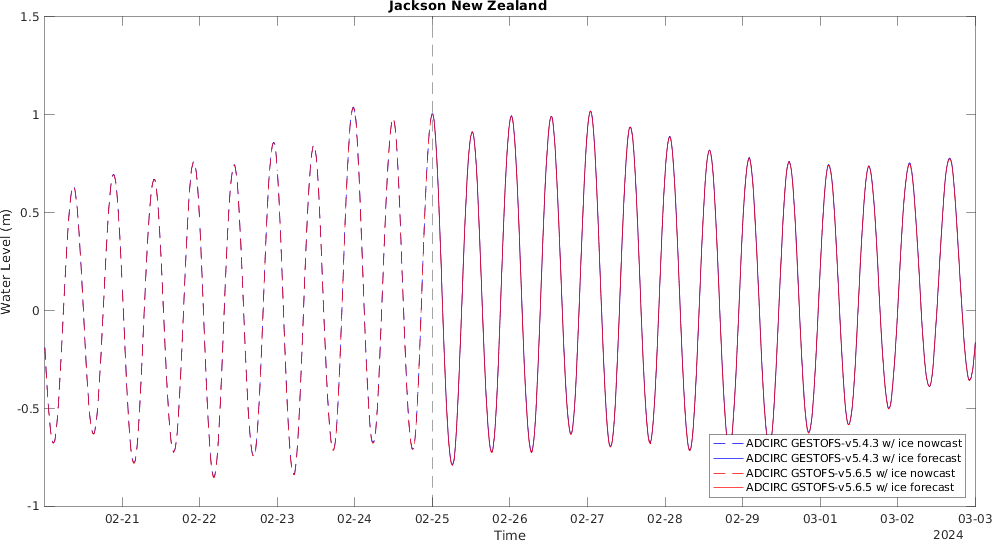 Jackson New Zealand
1.5
1
0.5
0
-0.5
-1
Water Level (m)
ADCIRC GESTOFS-v5.4.3 w/ ice nowcast
ADCIRC GESTOFS-v5.4.3 w/ ice forecast
ADCIRC GSTOFS-v5.6.5 w/ ice nowcast
ADCIRC GSTOFS-v5.6.5 w/ ice forecast
02-21 02-22 02-23 02-24 02-25 02-26 02-27 02-28 02-29 03-01 03-02 03-03
Time
2024